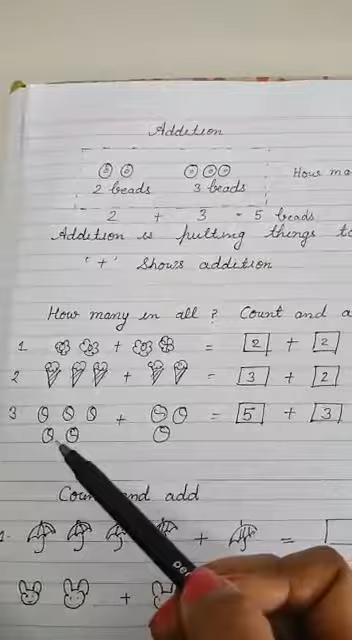 Addition
2 beads 3 beads
How ma
2 + 3 = 5 beads
Addition is putting things to
'+' Shows addition
How many in all ? Count and a
1 + = 2 + 2
2 + = 3 + 2
3 + = 5 + 3
Coun and add
1. + =
+